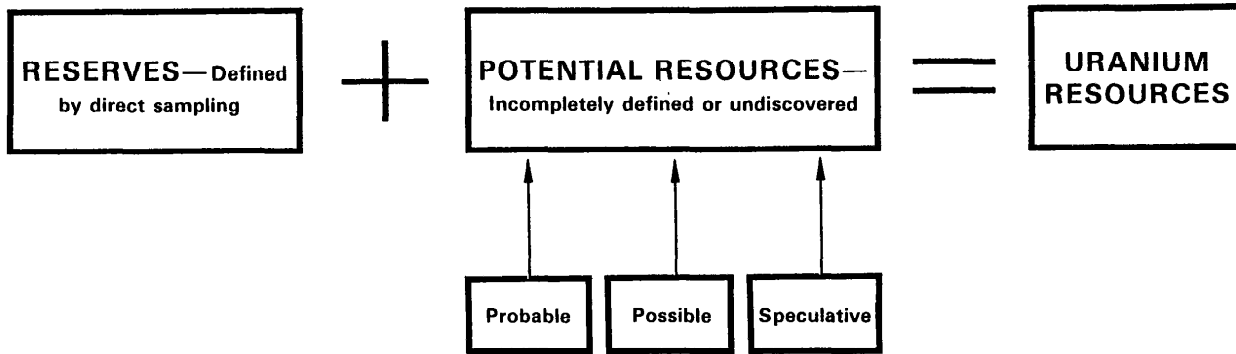 RESERVES—Defined
by direct sampling
+
POTENTIAL RESOURCES—
Incompletely defined or undiscovered
=
URANIUM
RESOURCES
Probable
Possible
Speculative